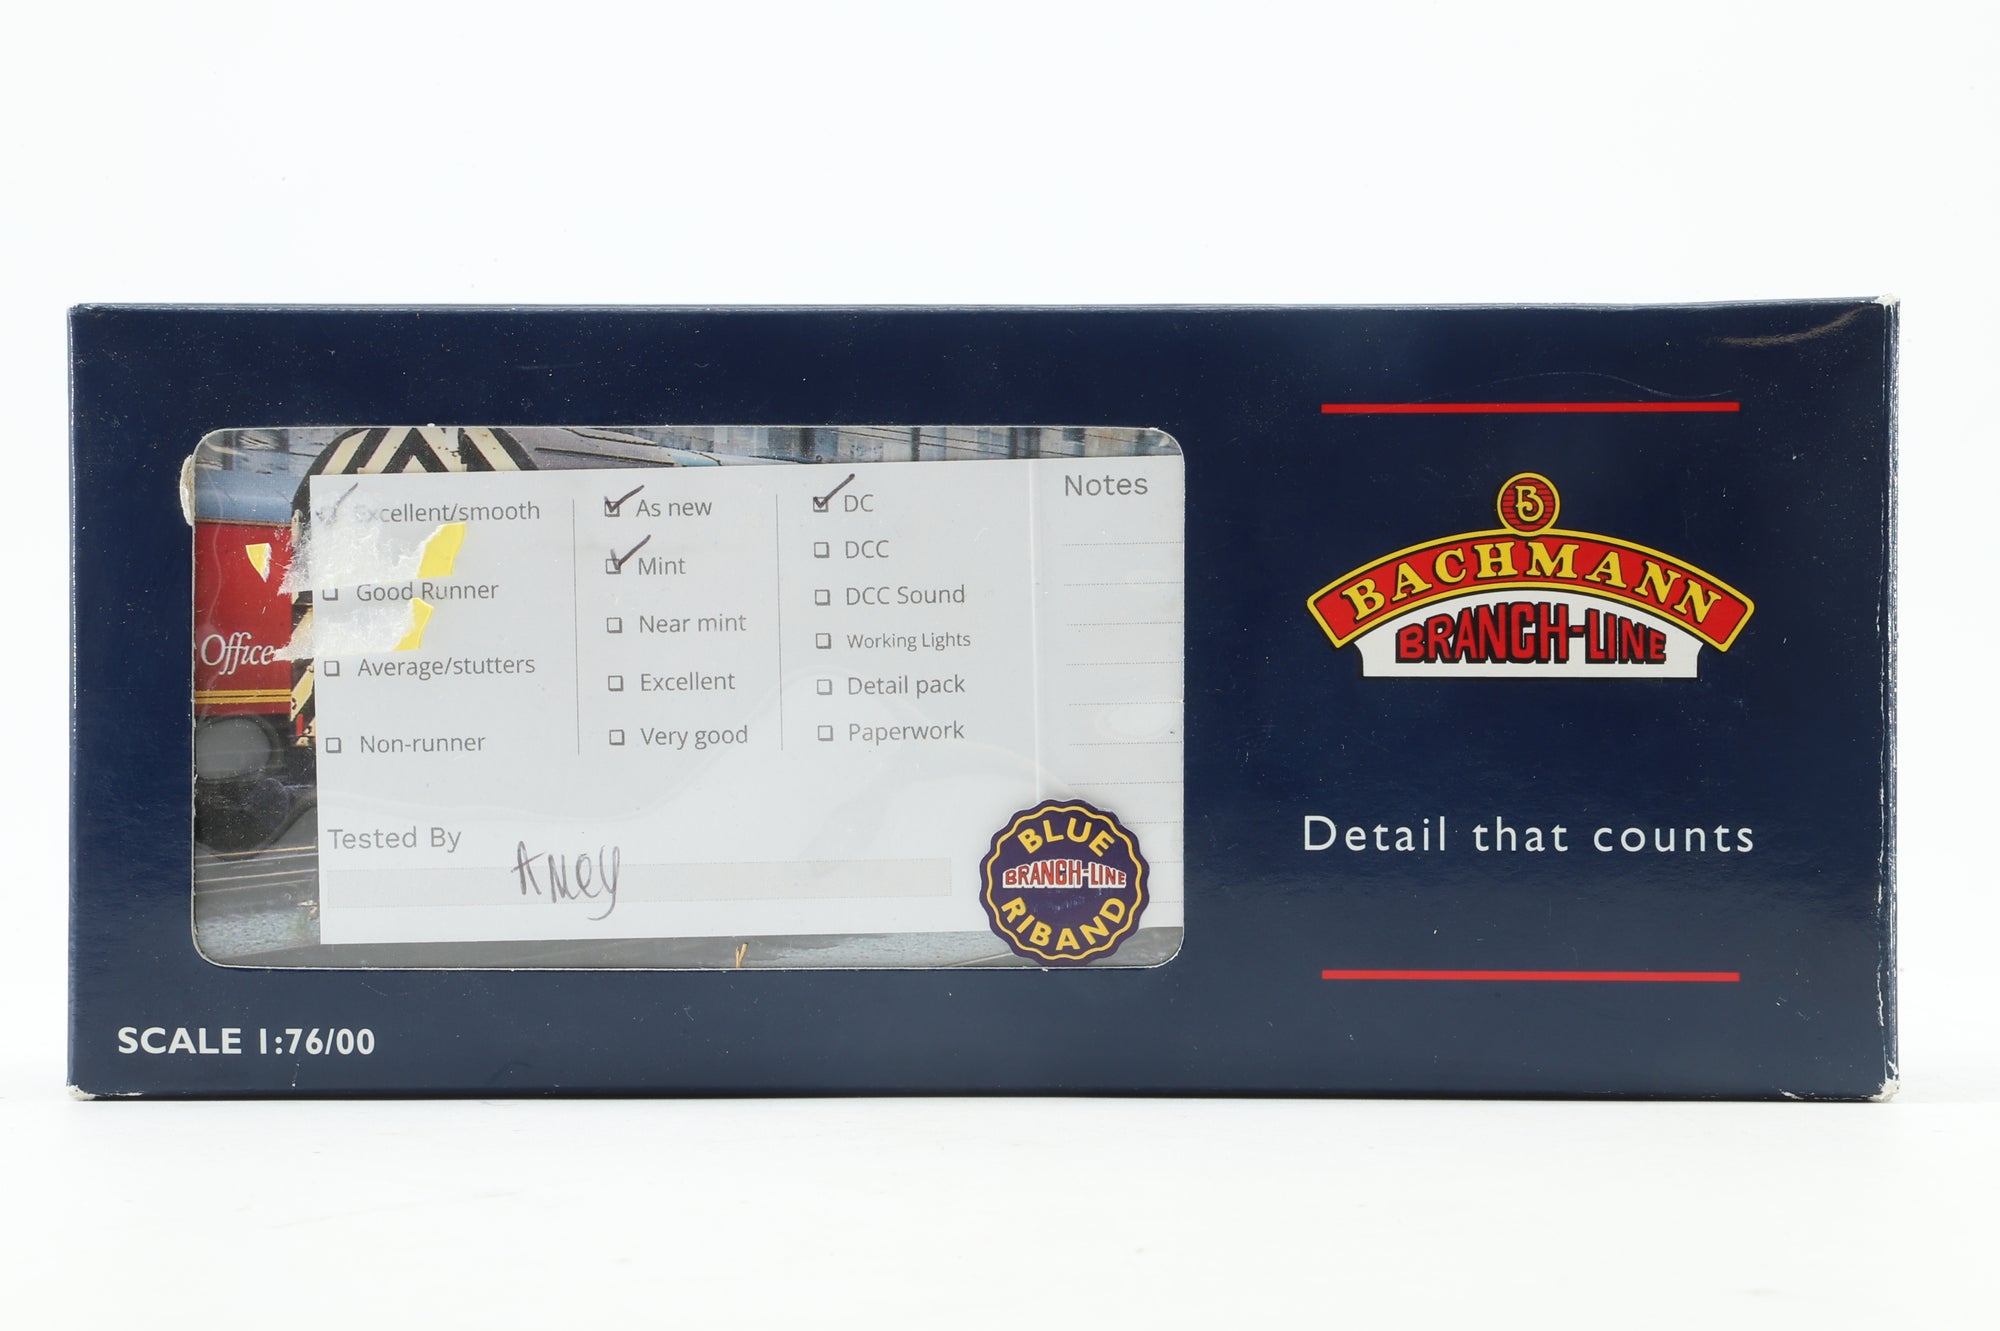 Excellent/smooth
Good Runner
Average/stutters
Non-runner
As new
Mint
Near mint
Excellent
Very good
DC
DCC
DCC Sound
Working Lights
Detail pack
Paperwork
Notes
Tested By
Office
BLUE
BRANCH-LINE
RIBAND
SCALE 1:76/00
B
BACHMANN
BRANCH-LINE
Detail that counts